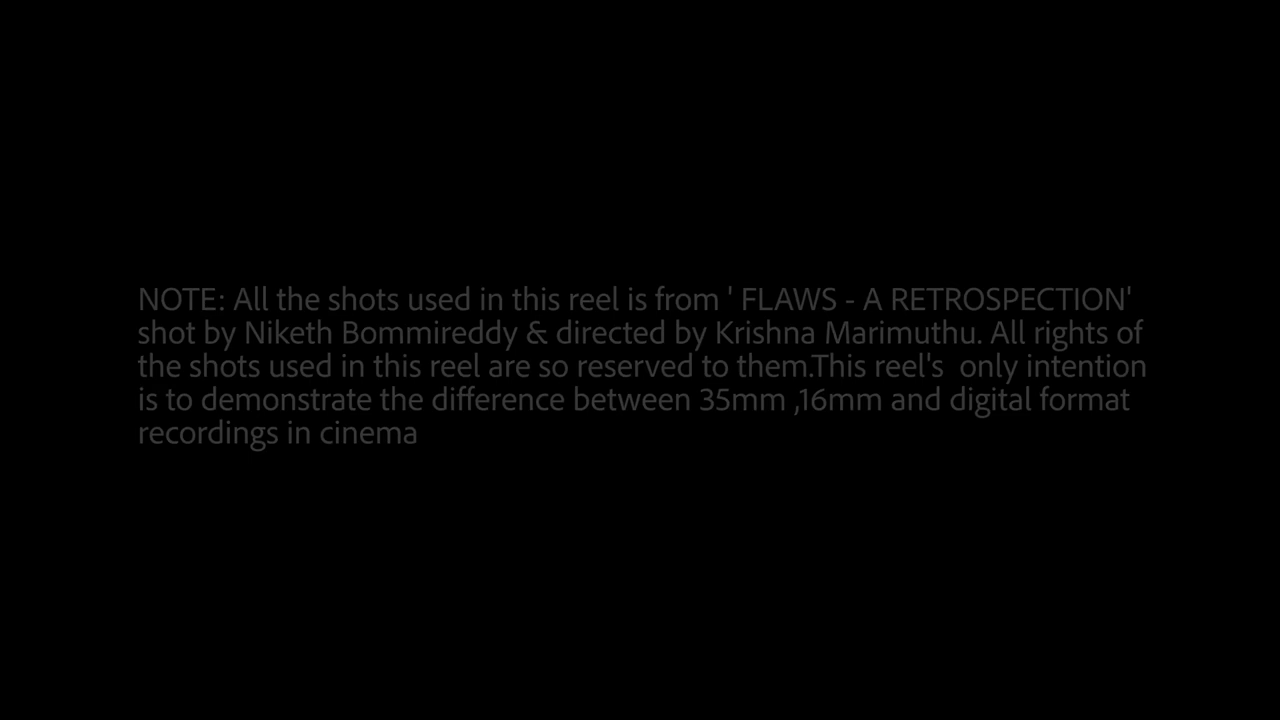 NOTE: All the shots used in this reel is from ' FLAWS - A RETROSPECTION'
shot by Niketh Bommireddy & directed by Krishna Marimuthu. All rights of
the shots used in this reel are so reserved to them.This reel's  only intention
is to demonstrate the difference between 35mm ,16mm and digital format
recordings in cinema